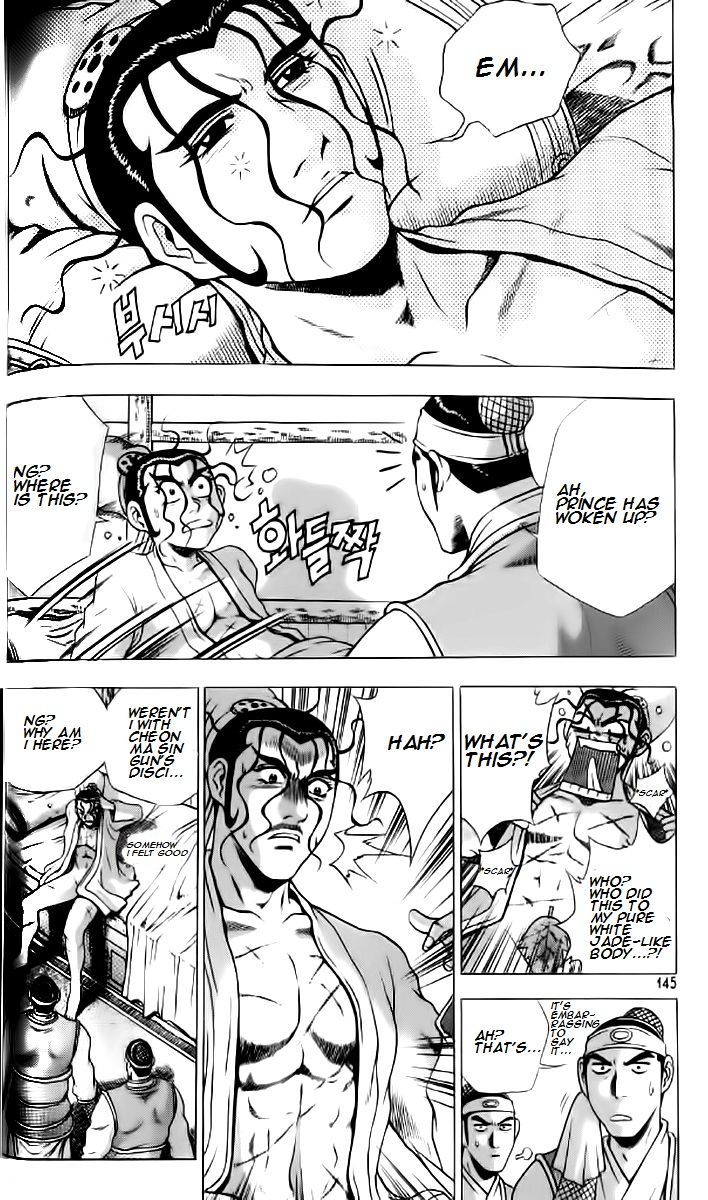 EM...
부시시
NG?
WHERE
IS THIS?
화들짝
AH,
PRINCE HAS
WOKEN UP?
NG?
WHY AM
I HERE?
WEREN'T
I WITH
CHEON
MA SIN
GUN'S
DISCI...
SOMEHOW
I FELT GOOD
HAH?
WHAT'S
THIS?!
*SCAR*
*SCAR*
WHO?
WHO DID
THIS TO
MY PURE
WHITE
JADE-LIKE
BODY...?!
145
AH?
THAT'S...
IT'S
EMBAR-
RASSING
TO
SAY
IT...